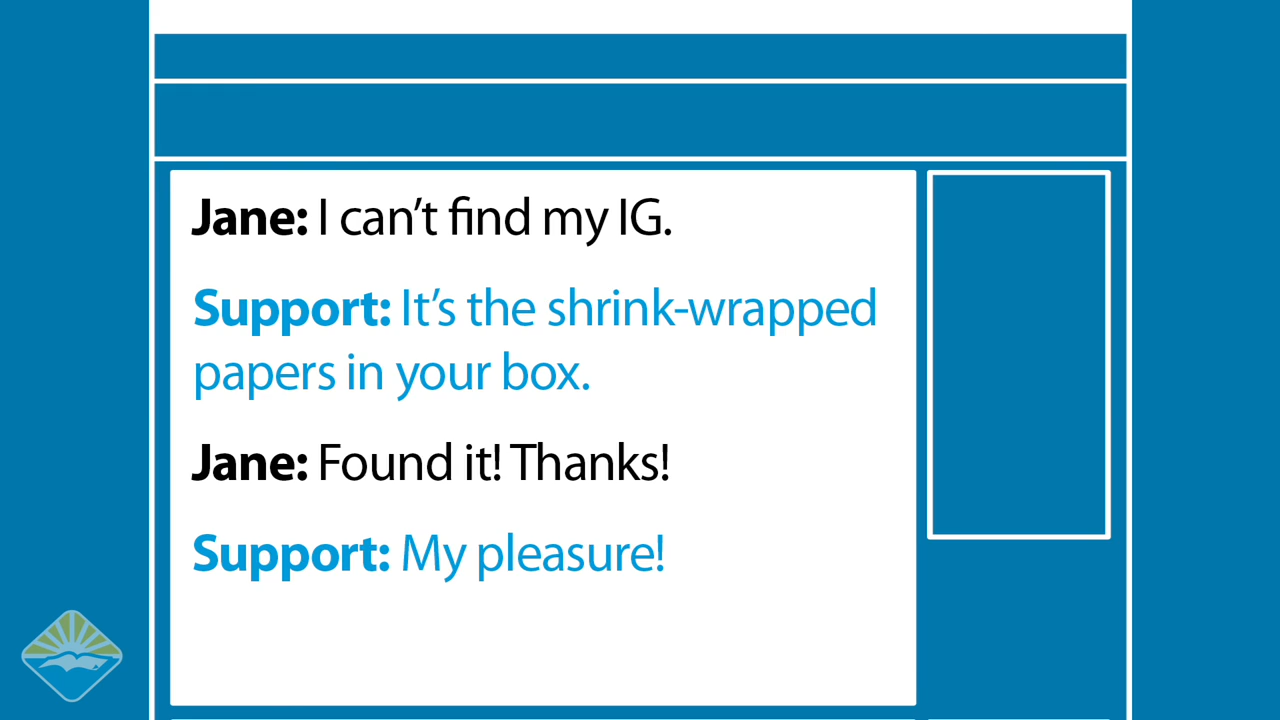 Jane: I can’t find my IG.
Support: It’s the shrink-wrapped
papers in your box.
Jane: Found it! Thanks!
Support: My pleasure!